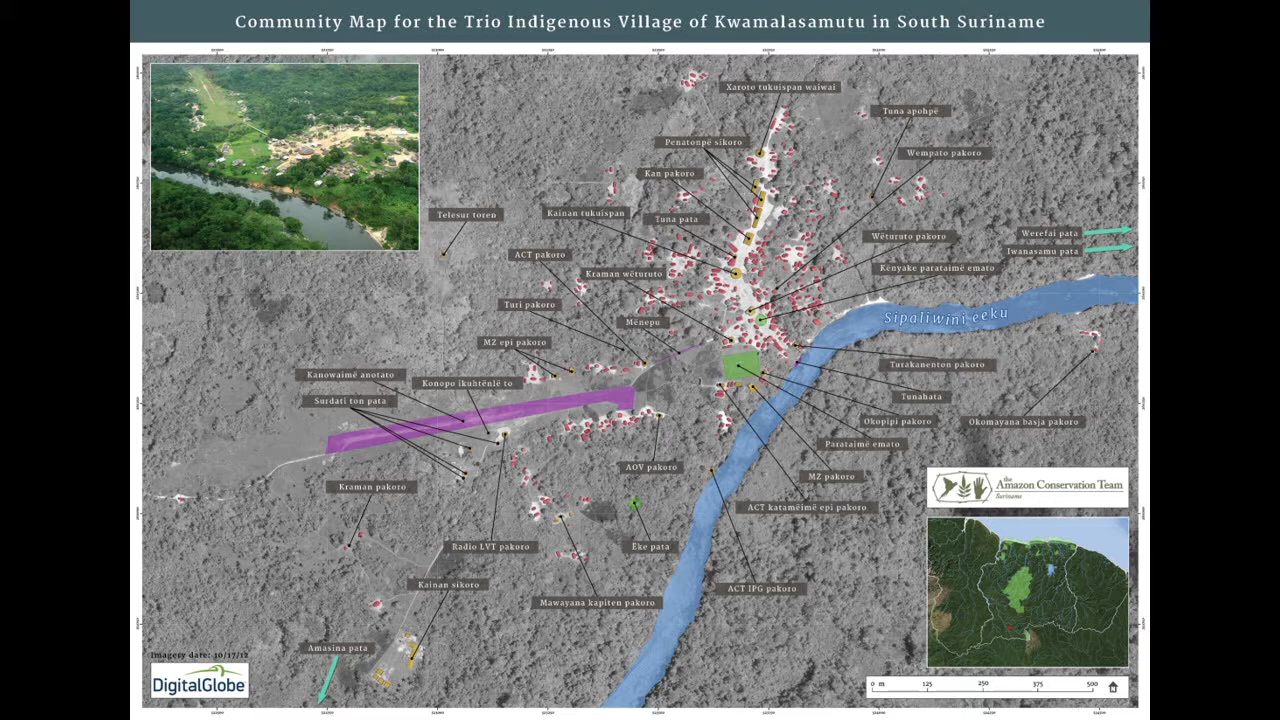 Community Map for the Trio Indigenous Village of Kwamalasamutu in South Suriname
Xaroto tukuispan waiwai
Tuna apohpë
Penatonpë sikoro
Wempato pakoro
Kan pakoro
Telesur toren
Kainan tukuispan
Tuna pata
Wëturuto pakoro
Werefai pata
Iwanasamu pata
ACT pakoro
Kraman wëturuto
Kënyake parataimë emato
Turi pakoro
Mënepu
Sipaliwini eeku
MZ epi pakoro
Kanowaimë anotato
Konopo ikuhtënlë to
Surdati ton pata
Turakanenton pakoro
Tunahata
Okopipi pakoro
Okomayana basja pakoro
Parataimë emato
AOV pakoro
MZ pakoro
Kraman pakoro
ACT katamëimë epi pakoro
Radio LVT pakoro
Ëke pata
Kainan sikoro
ACT IPG pakoro
Mawayana kapiten pakoro
Amasina pata
the
Amazon Conservation Team
Suriname
Imagery date: 10/17/12
DigitalGlobe
0 m 125 250 375 500